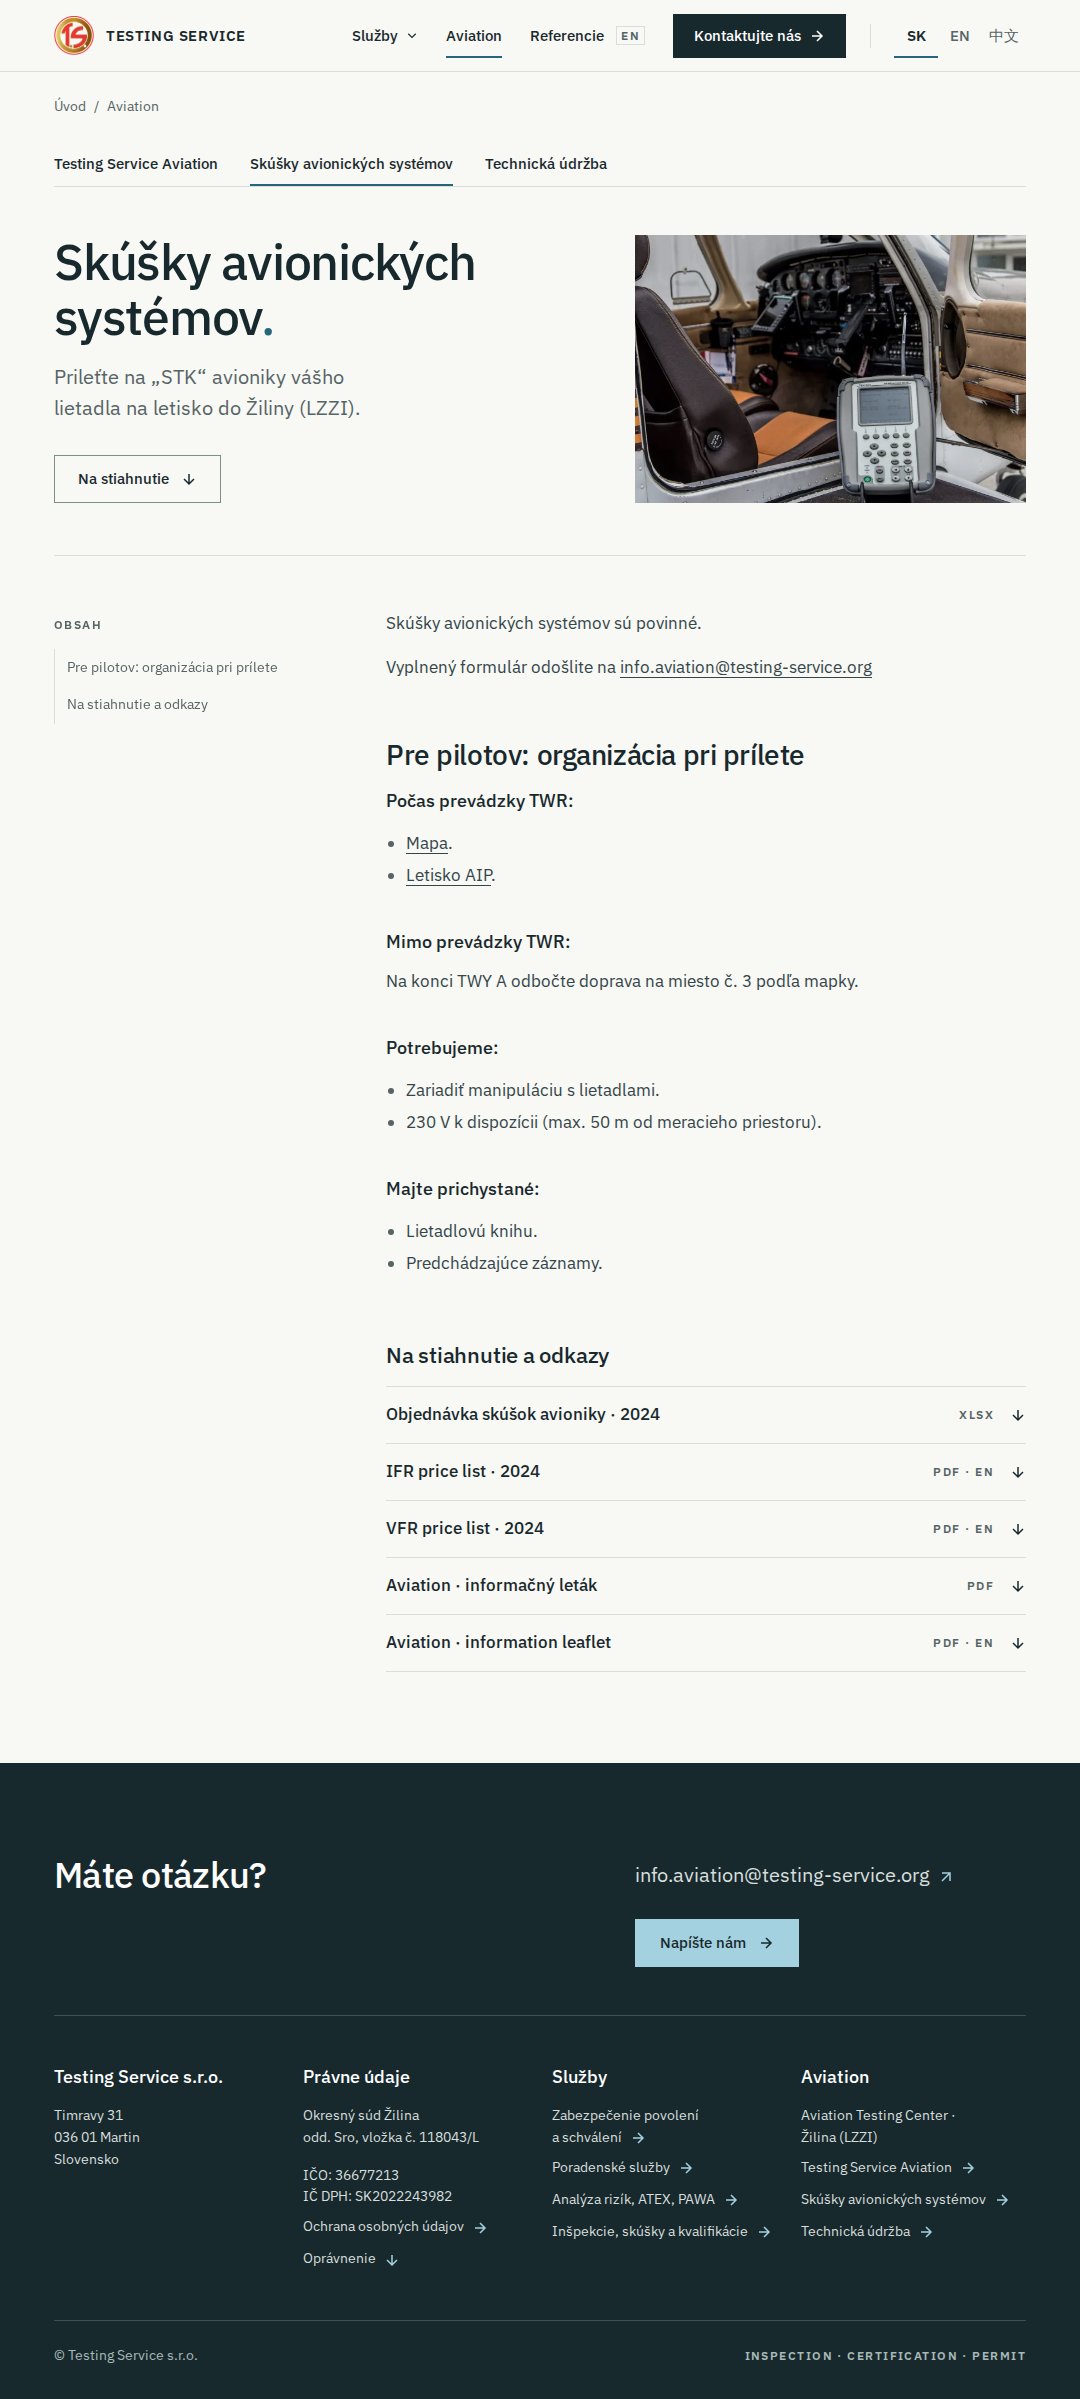 TESTING SERVICE
Služby
Aviation
Referencie EN
Kontaktujte nás
SK
EN
中文
Úvod / Aviation
Testing Service Aviation
Skúšky avionických systémov
Technická údržba
Skúšky avionických
systémov.
Prileťte na „STK“ avioniky vášho
lietadla na letisko do Žiliny (LZZI).
Na stiahnutie
OBSAH
Pre pilotov: organizácia pri prílete
Na stiahnutie a odkazy
Skúšky avionických systémov sú povinné.
Vyplnený formulár odošlite na info.aviation@testing-service.org
Pre pilotov: organizácia pri prílete
Počas prevádzky TWR:
Mapa.
Letisko AIP.
Mimo prevádzky TWR:
Na konci TWY A odbočte doprava na miesto č. 3 podľa mapky.
Potrebujeme:
Zariadiť manipuláciu s lietadlami.
230 V k dispozícii (max. 50 m od meracieho priestoru).
Majte prichystané:
Lietadlovú knihu.
Predchádzajúce záznamy.
Na stiahnutie a odkazy
Objednávka skúšok avioniky · 2024 XLSX
IFR price list · 2024 PDF · EN
VFR price list · 2024 PDF · EN
Aviation · informačný leták PDF
Aviation · information leaflet PDF · EN
Máte otázku?
info.aviation@testing-service.org
Napíšte nám
Testing Service s.r.o.
Timravy 31
036 01 Martin
Slovensko
Právne údaje
Okresný súd Žilina
odd. Sro, vložka č. 118043/L
IČO: 36677213
IČ DPH: SK2022243982
Ochrana osobných údajov
Oprávnenie
Služby
Zabezpečenie povolení
a schválení
Poradenské služby
Analýza rizík, ATEX, PAWA
Inšpekcie, skúšky a kvalifikácie
Aviation
Aviation Testing Center ·
Žilina (LZZI)
Testing Service Aviation
Skúšky avionických systémov
Technická údržba
© Testing Service s.r.o.
INSPECTION · CERTIFICATION · PERMIT